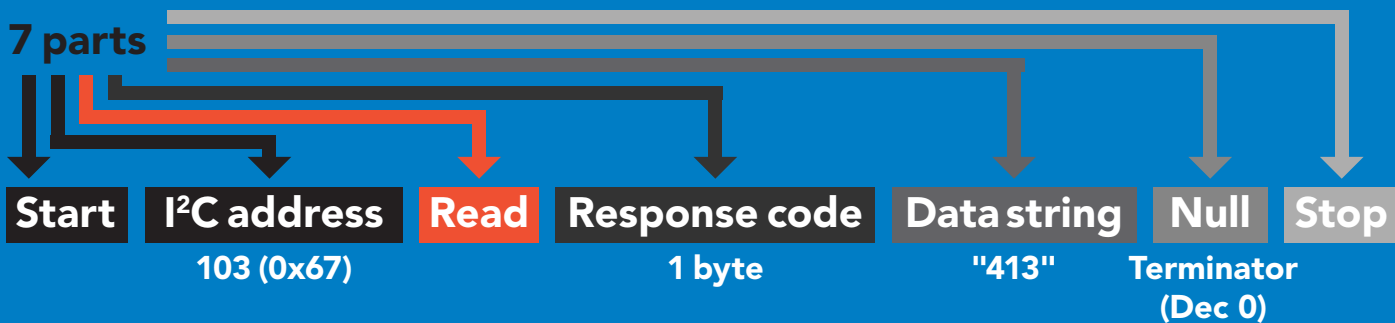 7 parts
Start I²C address Read Response code Data string Null Stop
103 (0x67) 1 byte "413" Terminator
(Dec 0)